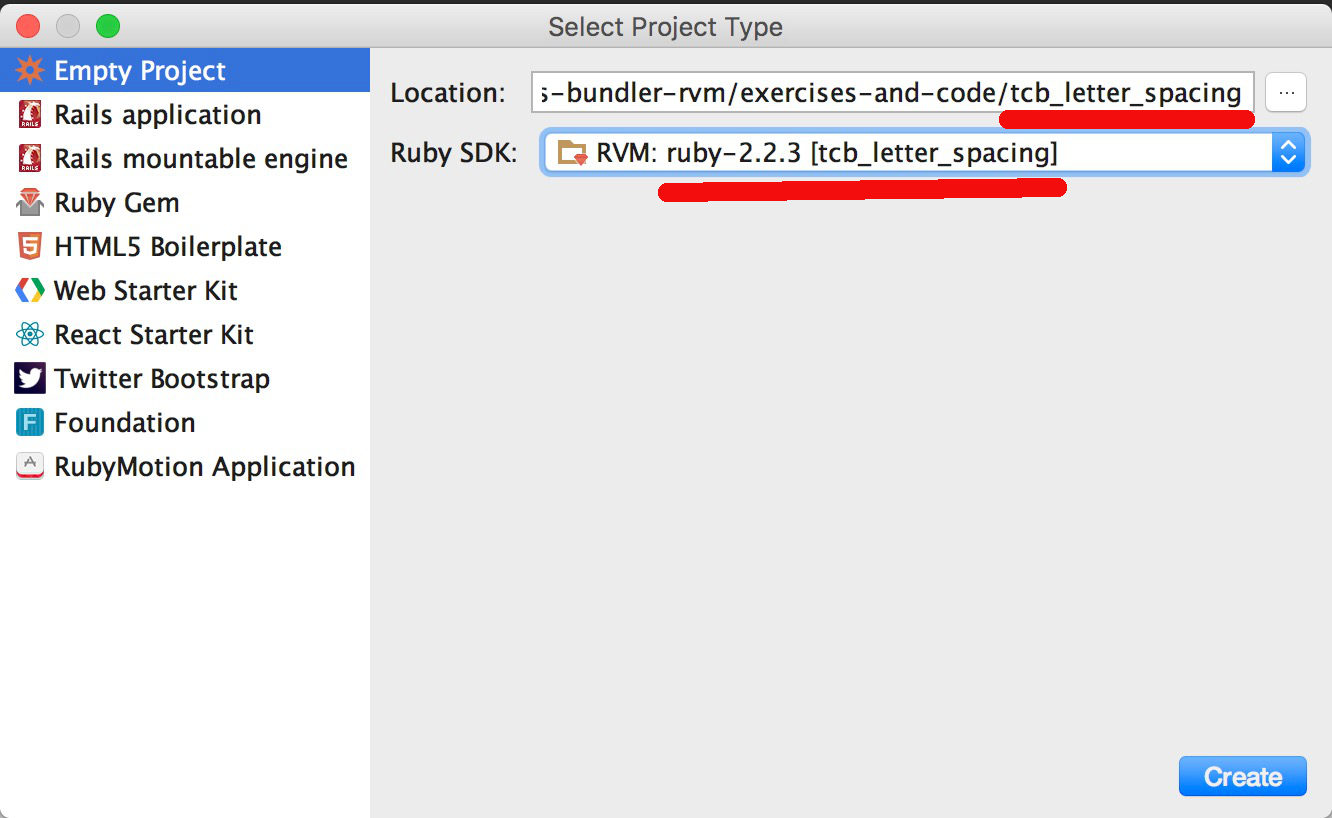 Select Project Type
Empty Project
Rails application
Rails mountable engine
Ruby Gem
HTML5 Boilerplate
Web Starter Kit
React Starter Kit
Twitter Bootstrap
Foundation
RubyMotion Application
Location: s-bundler-rvm/exercises-and-code/tcb_letter_spacing ...
Ruby SDK: RVM: ruby-2.2.3 [tcb_letter_spacing]
Create